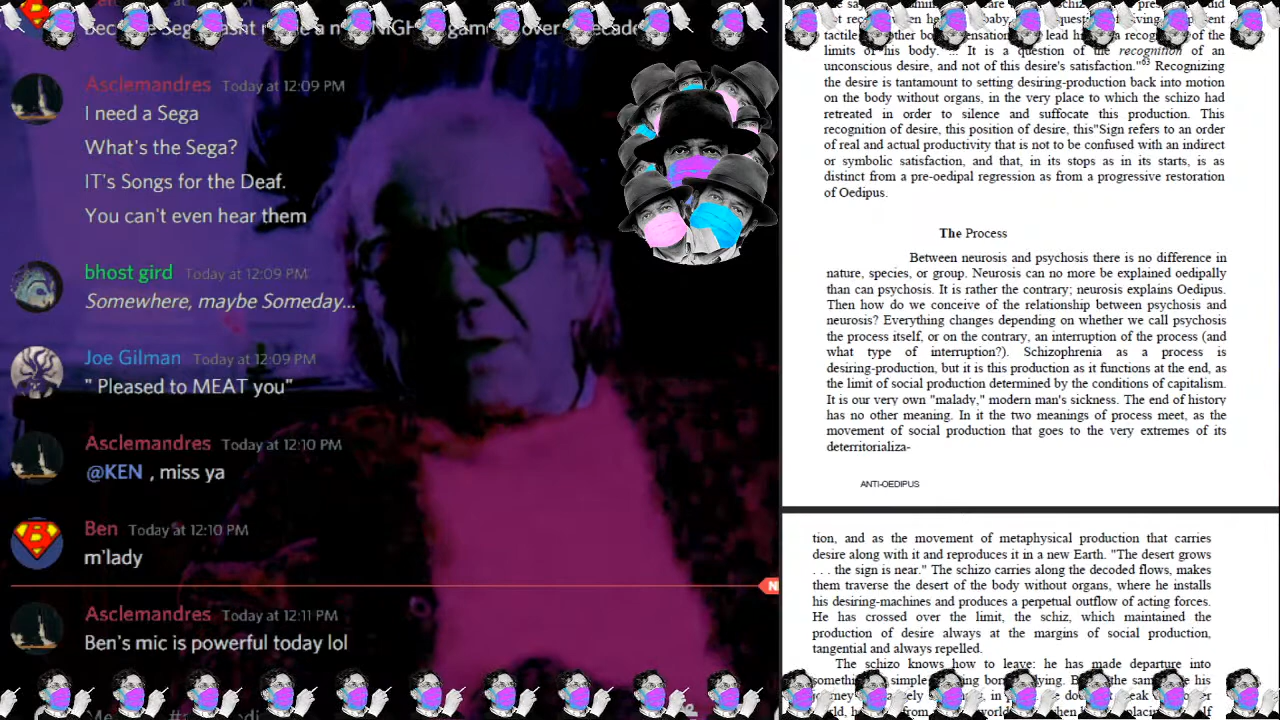 Asclemandres Today at 12:09 PM
I need a Sega
What's the Sega?
IT's Songs for the Deaf.
You can't even hear them
bhost gird Today at 12:09 PM
Somewhere, maybe Someday...
Joe Gilman Today at 12:09 PM
" Pleased to MEAT you"
Asclemandres Today at 12:10 PM
@KEN , miss ya
Ben Today at 12:10 PM
m'lady
Asclemandres Today at 12:11 PM
Ben's mic is powerful today lol
limits of his body. ... It is a question of the recognition of an
unconscious desire, and not of this desire's satisfaction."63 Recognizing
the desire is tantamount to setting desiring-production back into motion
on the body without organs, in the very place to which the schizo had
retreated in order to silence and suffocate this production. This
recognition of desire, this position of desire, this"Sign refers to an order
of real and actual productivity that is not to be confused with an indirect
or symbolic satisfaction, and that, in its stops as in its starts, is as
distinct from a pre-oedipal regression as from a progressive restoration
of Oedipus.
The Process
Between neurosis and psychosis there is no difference in
nature, species, or group. Neurosis can no more be explained oedipally
than can psychosis. It is rather the contrary; neurosis explains Oedipus.
Then how do we conceive of the relationship between psychosis and
neurosis? Everything changes depending on whether we call psychosis
the process itself, or on the contrary, an interruption of the process (and
what type of interruption?). Schizophrenia as a process is
desiring-production, but it is this production as it functions at the end, as
the limit of social production determined by the conditions of capitalism.
It is our very own "malady," modern man's sickness. The end of history
has no other meaning. In it the two meanings of process meet, as the
movement of social production that goes to the very extremes of its
deterritorializa-
ANTI-OEDIPUS
tion, and as the movement of metaphysical production that carries
desire along with it and reproduces it in a new Earth. "The desert grows
. . . the sign is near." The schizo carries along the decoded flows, makes
them traverse the desert of the body without organs, where he installs
his desiring-machines and produces a perpetual outflow of acting forces.
He has crossed over the limit, the schiz, which maintained the
production of desire always at the margins of social production,
tangential and always repelled.
The schizo knows how to leave: he has made departure into